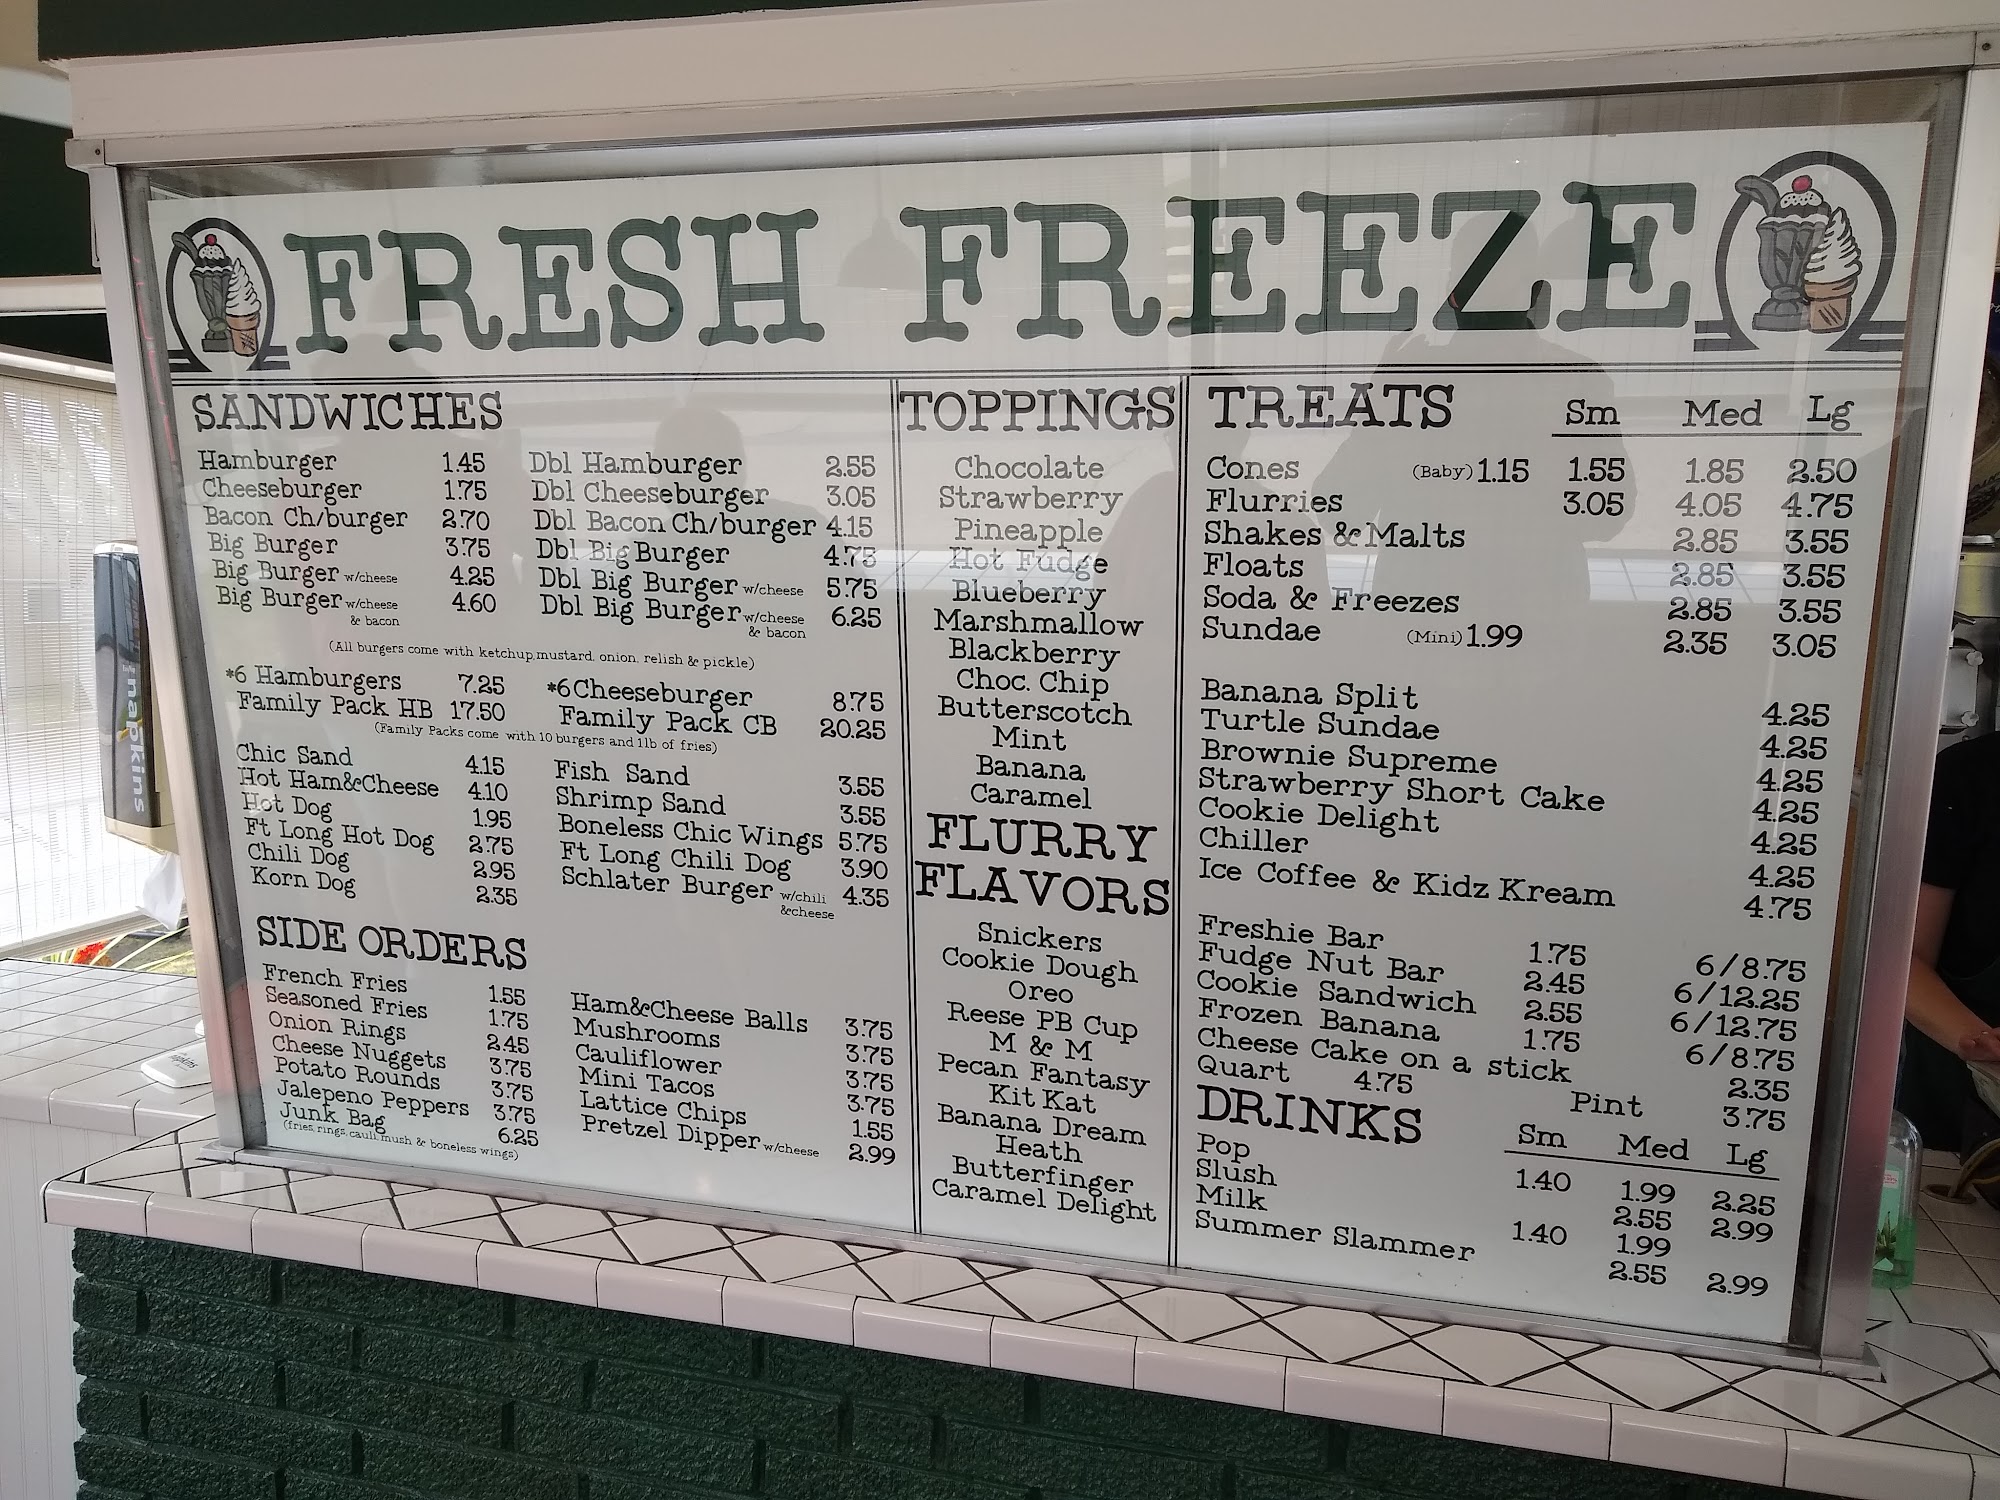 FRESH FREEZE
SANDWICHES
Hamburger 1.45
Cheeseburger 1.75
Bacon Ch/burger 2.70
Big Burger 3.75
Big Burger w/cheese 4.25
Big Burger w/cheese & bacon 4.60
Dbl Hamburger 2.55
Dbl Cheeseburger 3.05
Dbl Bacon Ch/burger 4.15
Dbl Big Burger 4.75
Dbl Big Burger w/cheese 5.75
Dbl Big Burger w/cheese & bacon 6.25
(All burgers come with ketchup, mustard, onion, relish & pickle)
*6 Hamburgers 7.25
Family Pack HB 17.50
*6 Cheeseburger 8.75
Family Pack CB 20.25
(Family Packs come with 10 burgers and 1lb of fries)
Chic Sand 4.15
Hot Ham&Cheese 4.10
Hot Dog 1.95
Ft Long Hot Dog 2.75
Chili Dog 2.95
Korn Dog 2.35
Fish Sand 3.55
Shrimp Sand 3.55
Boneless Chic Wings 5.75
Ft Long Chili Dog 3.90
Schlater Burger w/chili &cheese 4.35
SIDE ORDERS
French Fries 1.55
Seasoned Fries 1.75
Onion Rings 2.45
Cheese Nuggets 3.75
Potato Rounds 3.75
Jalepeno Peppers 3.75
Junk Bag 6.25
(fries, rings, cauli, mush & boneless wings)
Ham&Cheese Balls 3.75
Mushrooms 3.75
Cauliflower 3.75
Mini Tacos 3.75
Lattice Chips 1.55
Pretzel Dipper w/cheese 2.99
TOPPINGS
Chocolate
Strawberry
Pineapple
Hot Fudge
Blueberry
Marshmallow
Blackberry
Choc. Chip
Butterscotch
Mint
Banana
Caramel
FLURRY
FLAVORS
Snickers
Cookie Dough
Oreo
Reese PB Cup
M & M
Pecan Fantasy
Kit Kat
Banana Dream
Heath
Butterfinger
Caramel Delight
TREATS Sm Med Lg
Cones (Baby) 1.15 1.55 1.85 2.50
Flurries 3.05 4.05 4.75
Shakes & Malts 2.85 3.55
Floats 2.85 3.55
Soda & Freezes 2.85 3.55
Sundae (Mini) 1.99 2.35 3.05
Banana Split 4.25
Turtle Sundae 4.25
Brownie Supreme 4.25
Strawberry Short Cake 4.25
Cookie Delight 4.25
Chiller 4.25
Ice Coffee & Kidz Kream 4.75
Freshie Bar 1.75 6/8.75
Fudge Nut Bar 2.45 6/12.25
Cookie Sandwich 2.55 6/12.75
Frozen Banana 1.75 6/8.75
Cheese Cake on a stick 2.35
Quart 4.75 Pint 3.75
DRINKS Sm Med Lg
Pop 1.40 1.99 2.25
Slush 2.55 2.99
Milk 1.40 1.99
Summer Slammer 2.55 2.99
napkins